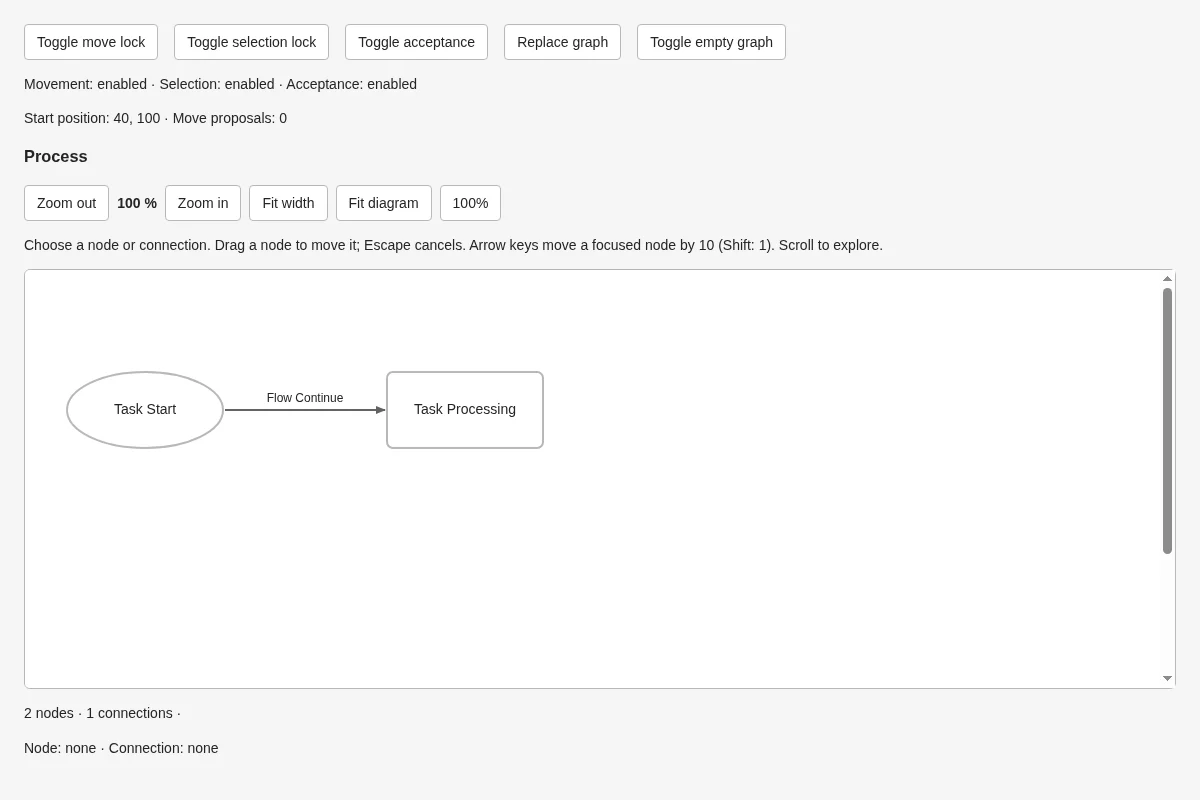 Toggle move lock Toggle selection lock Toggle acceptance Replace graph Toggle empty graph
Movement: enabled · Selection: enabled · Acceptance: enabled
Start position: 40, 100 · Move proposals: 0
Process
Zoom out 100 % Zoom in Fit width Fit diagram 100%
Choose a node or connection. Drag a node to move it; Escape cancels. Arrow keys move a focused node by 10 (Shift: 1). Scroll to explore.
Flow Continue
Task Start Task Processing
2 nodes · 1 connections ·
Node: none · Connection: none